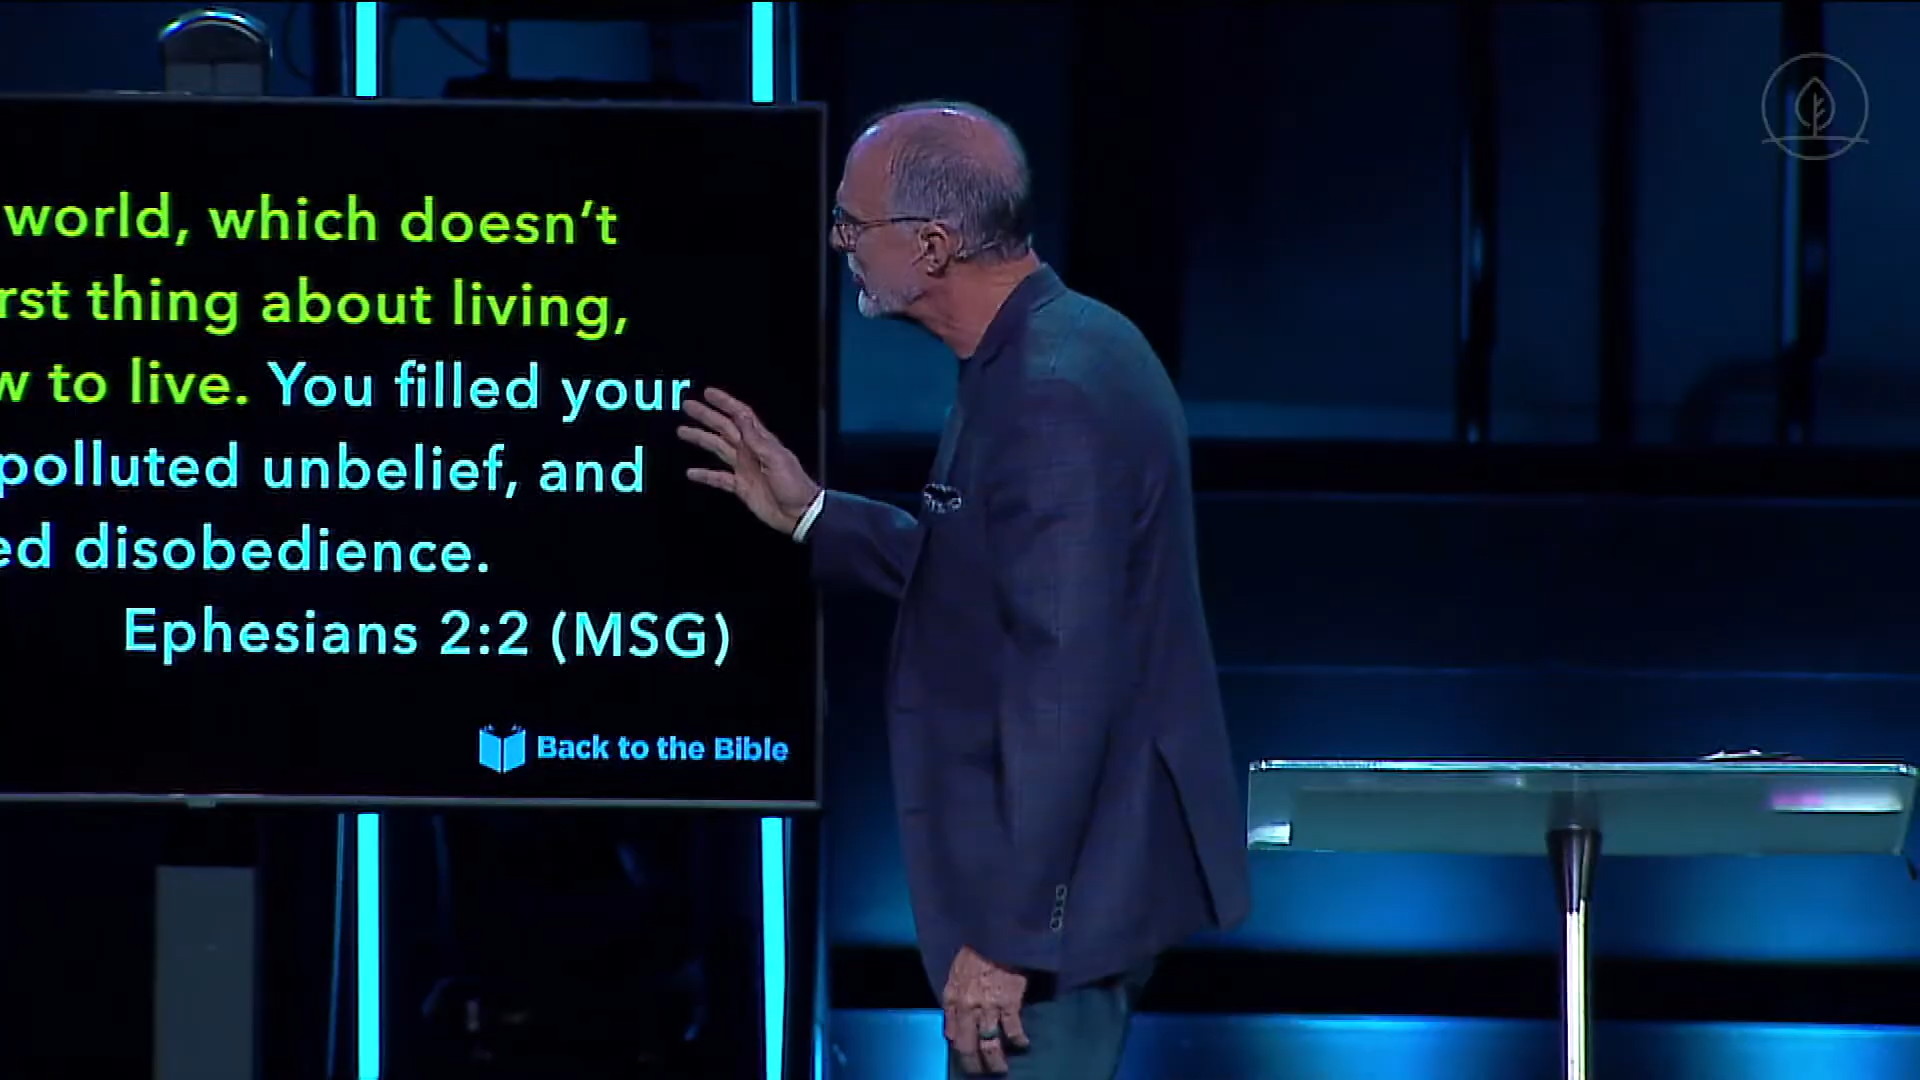 world, which doesn't
rst thing about living,
w to live. You filled your
polluted unbelief, and
ed disobedience.
Ephesians 2:2 (MSG)
Back to the Bible